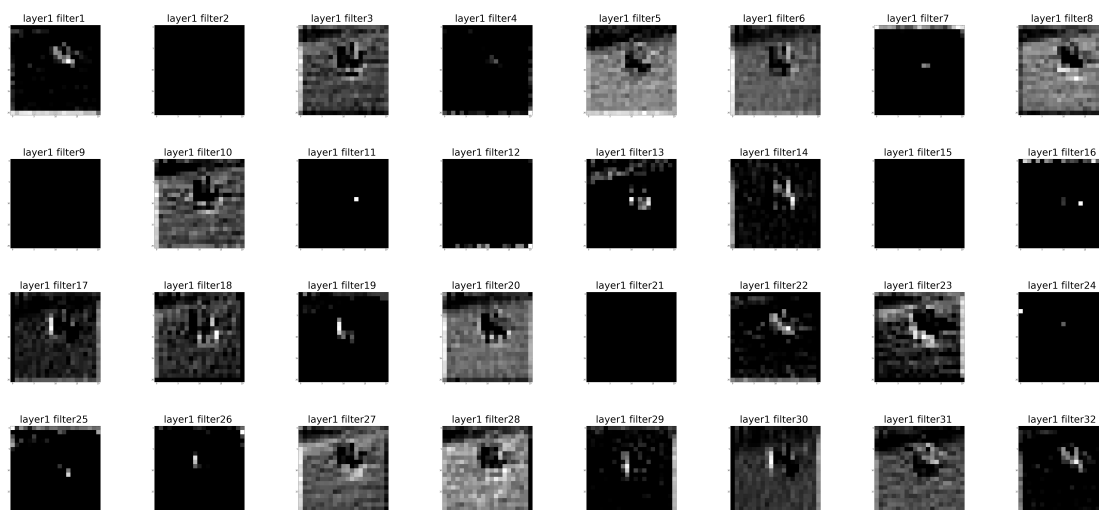 layer1 filter1 layer1 filter2 layer1 filter3 layer1 filter4 layer1 filter5 layer1 filter6 layer1 filter7 layer1 filter8
layer1 filter9 layer1 filter10 layer1 filter11 layer1 filter12 layer1 filter13 layer1 filter14 layer1 filter15 layer1 filter16
layer1 filter17 layer1 filter18 layer1 filter19 layer1 filter20 layer1 filter21 layer1 filter22 layer1 filter23 layer1 filter24
layer1 filter25 layer1 filter26 layer1 filter27 layer1 filter28 layer1 filter29 layer1 filter30 layer1 filter31 layer1 filter32